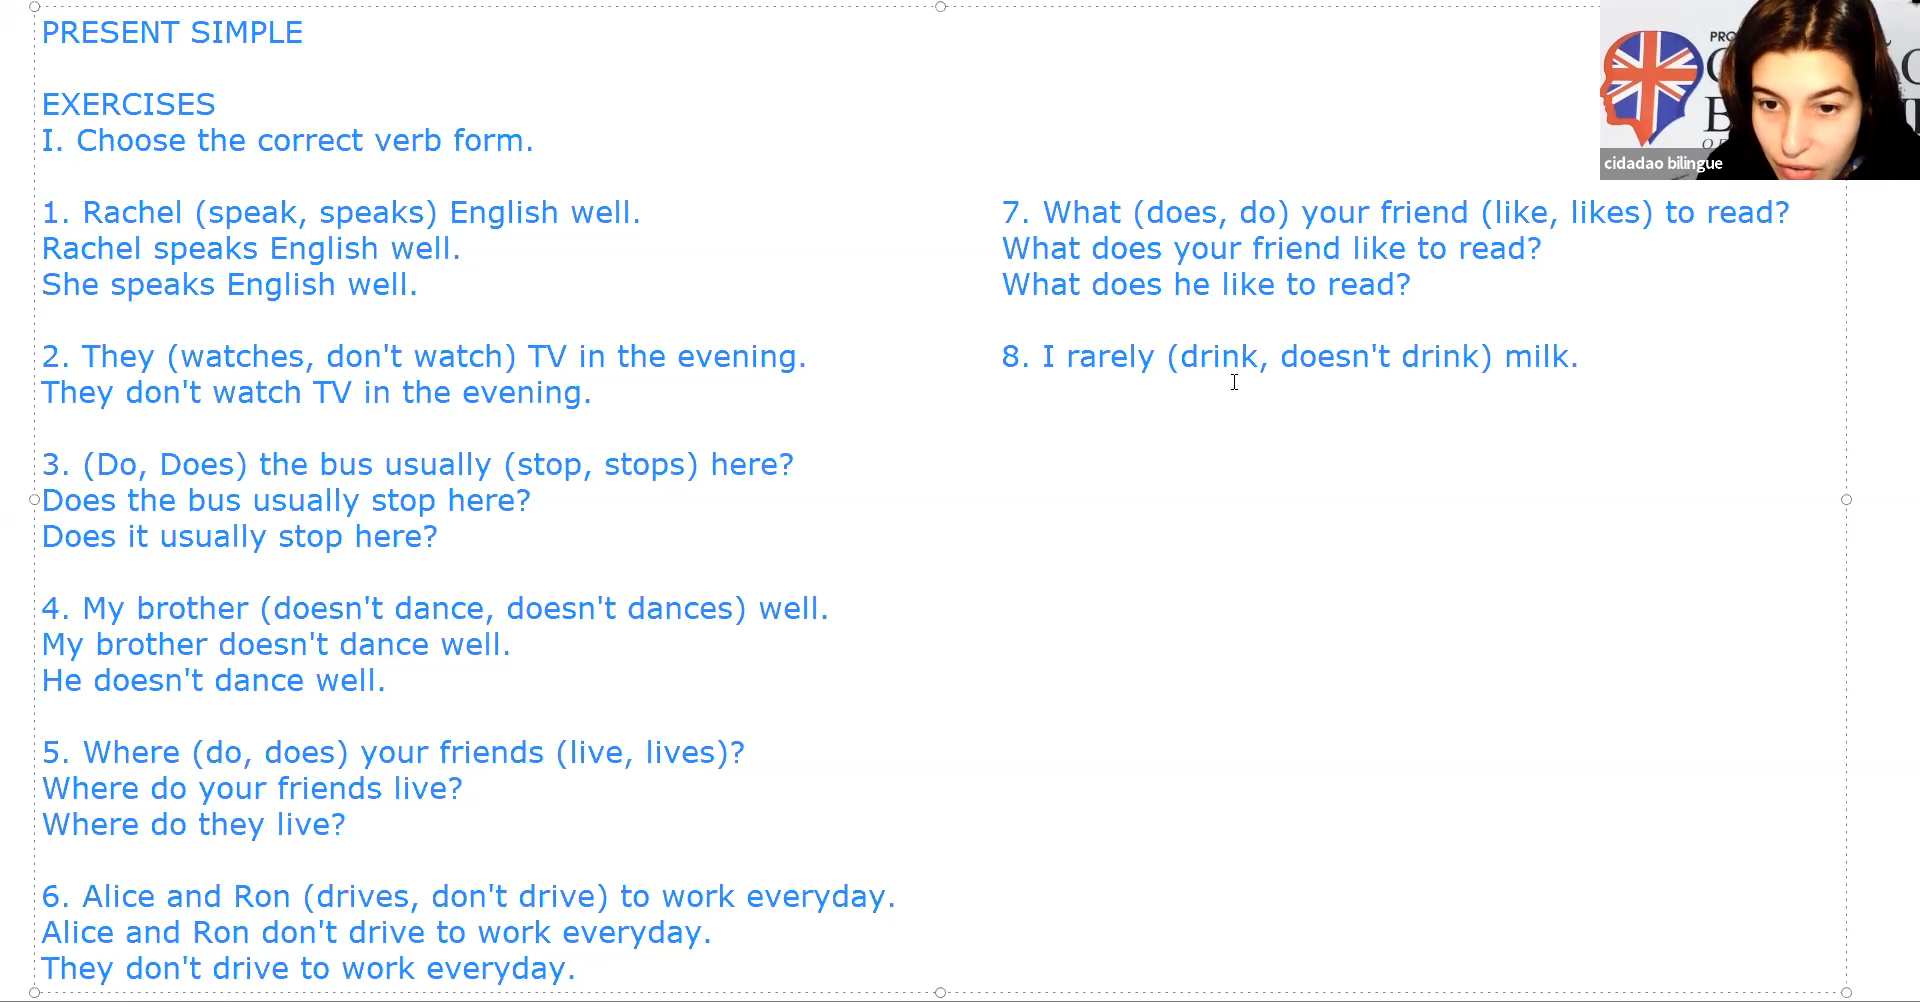 PRESENT SIMPLE
EXERCISES
I. Choose the correct verb form.
1. Rachel (speak, speaks) English well.
Rachel speaks English well.
She speaks English well.
2. They (watches, don't watch) TV in the evening.
They don't watch TV in the evening.
3. (Do, Does) the bus usually (stop, stops) here?
Does the bus usually stop here?
Does it usually stop here?
4. My brother (doesn't dance, doesn't dances) well.
My brother doesn't dance well.
He doesn't dance well.
5. Where (do, does) your friends (live, lives)?
Where do your friends live?
Where do they live?
6. Alice and Ron (drives, don't drive) to work everyday.
Alice and Ron don't drive to work everyday.
They don't drive to work everyday.
7. What (does, do) your friend (like, likes) to read?
What does your friend like to read?
What does he like to read?
8. I rarely (drink, doesn't drink) milk.
cidadao bilingue